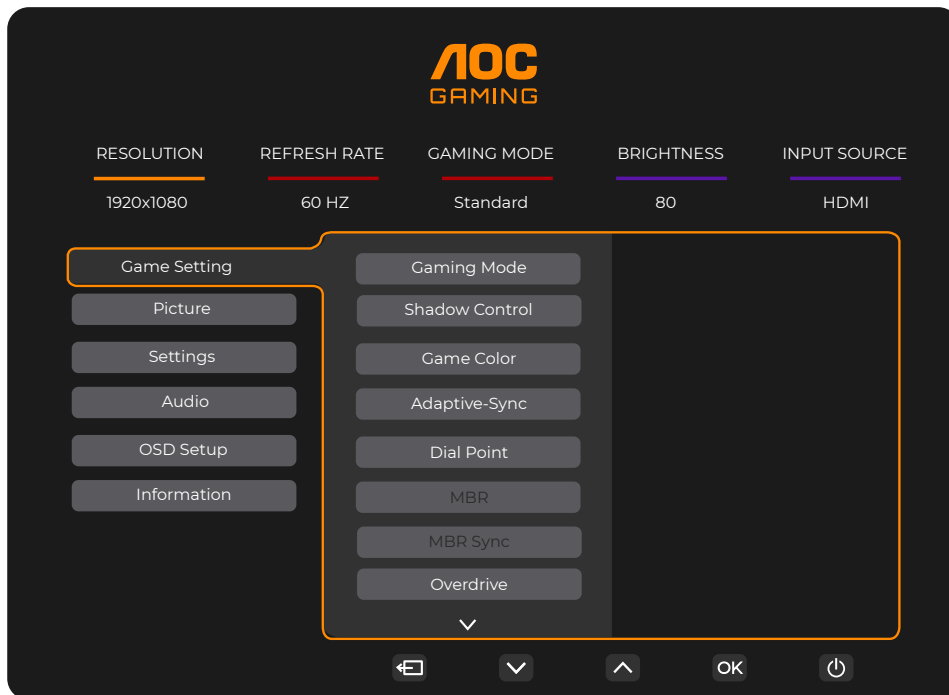 AOC
GAMING
RESOLUTION REFRESH RATE GAMING MODE BRIGHTNESS INPUT SOURCE
1920x1080 60 HZ Standard 80 HDMI
Game Setting
Picture
Settings
Audio
OSD Setup
Information
Gaming Mode
Shadow Control
Game Color
Adaptive-Sync
Dial Point
MBR
MBR Sync
Overdrive
OK